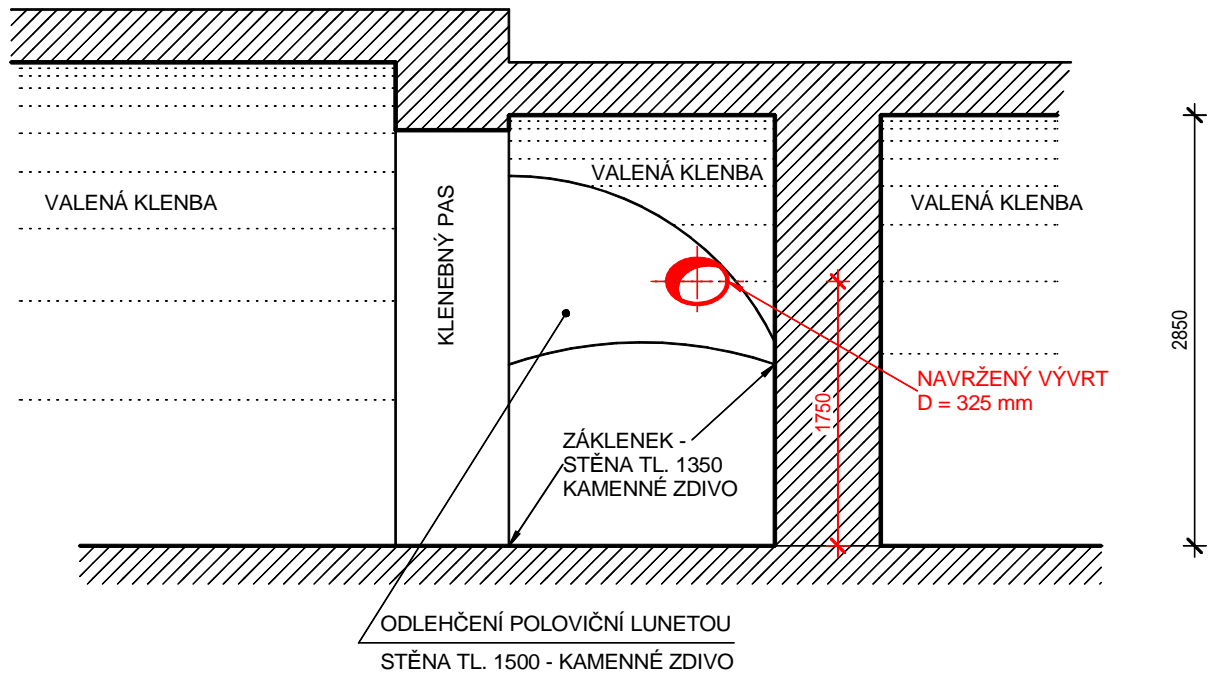 VALENÁ KLENBA
KLENEBNÝ PAS
VALENÁ KLENBA
VALENÁ KLENBA
2850
1750
NAVRŽENÝ VÝVRT
D = 325 mm
ZÁKLENEK -
STĚNA TL. 1350
KAMENNÉ ZDIVO
ODLEHČENÍ POLOVIČNÍ LUNETOU
STĚNA TL. 1500 - KAMENNÉ ZDIVO